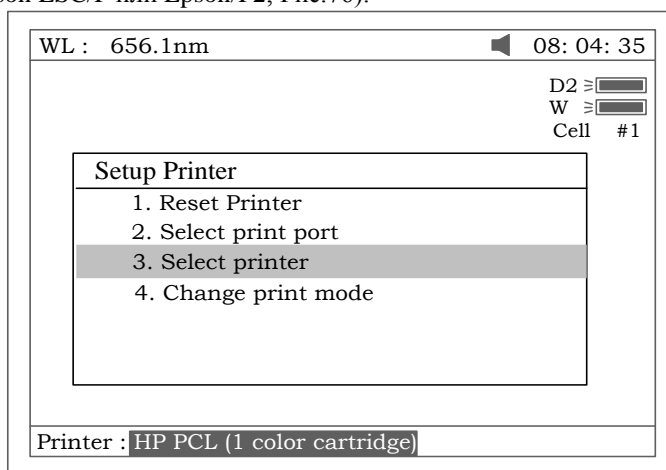 WL : 656.1nm 08: 04: 35
D2
W
Cell #1
Setup Printer
1. Reset Printer
2. Select print port
3. Select printer
4. Change print mode
Printer : HP PCL (1 color cartridge)